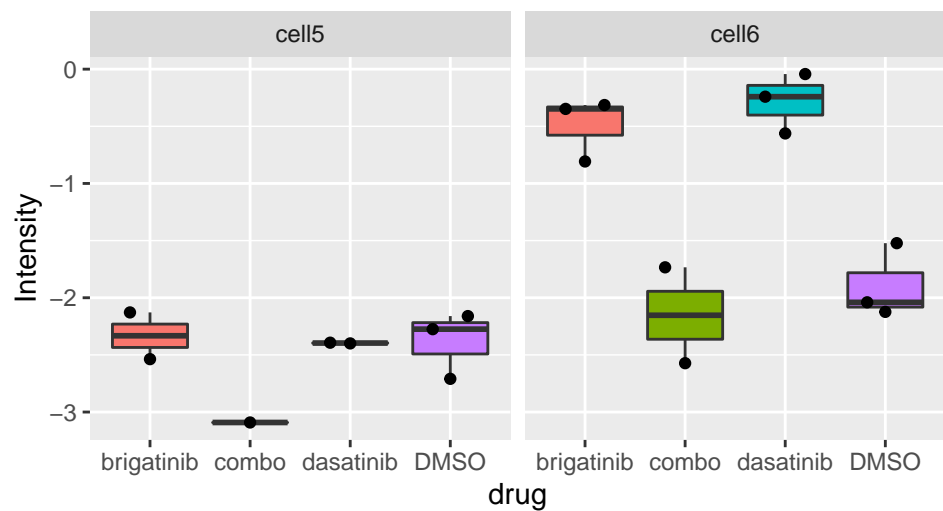 cell5 cell6
Intensity
0
−1
−2
−3
brigatinib combo dasatinib DMSO brigatinib combo dasatinib DMSO
drug